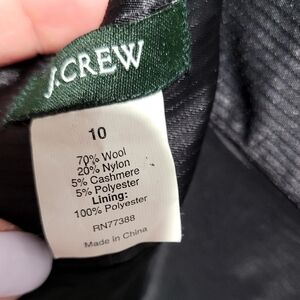 J.CREW
10
70% Wool
20% Nylon
5% Cashmere
5% Polyester
Lining:
100% Polyester
RN77388
Made in China